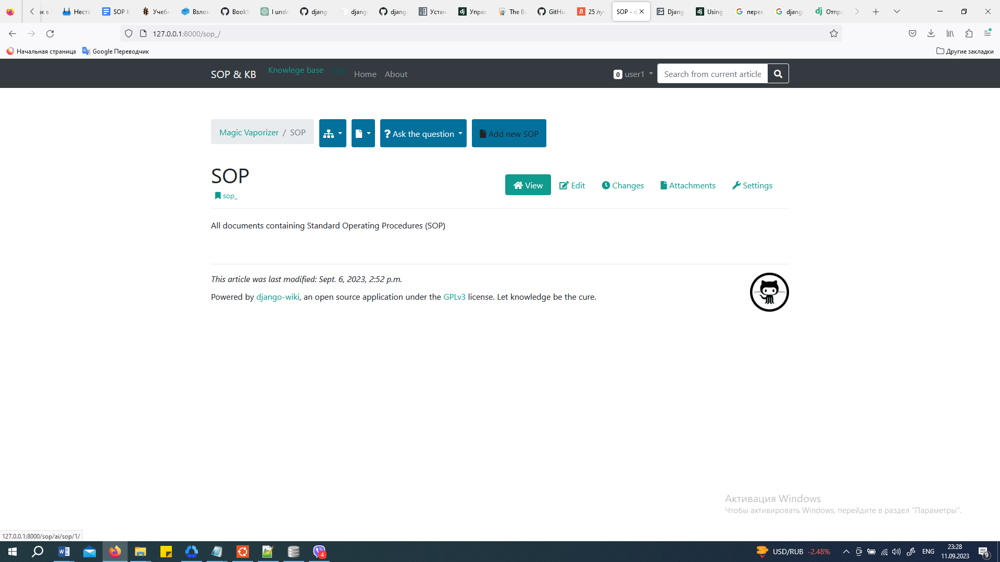 Неста
SOP K
Учебн
Взлом
BookS
I unde
djang
djang
djang
Устан
Управ
The Be
GitHu
25 луч
SOP - d
Djang
Using
перев
djang
Отпра
127.0.0.1:8000/sop_/
Начальная страница
Google Переводчик
Другие закладки
SOP & KB
Knowlege base
SOP
Home
About
0 user1
Search from current article
Magic Vaporizer / SOP
Ask the question
Add new SOP
SOP
View
Edit
Changes
Attachments
Settings
sop_
All documents containing Standard Operating Procedures (SOP)
This article was last modified: Sept. 6, 2023, 2:52 p.m.
Powered by django-wiki, an open source application under the GPLv3 license. Let knowledge be the cure.
Активация Windows
Чтобы активировать Windows, перейдите в раздел "Параметры".
127.0.0.1:8000/sop/ai/sop/1/
4
USD/RUB -2.48%
ENG
23:28
11.09.2023
9